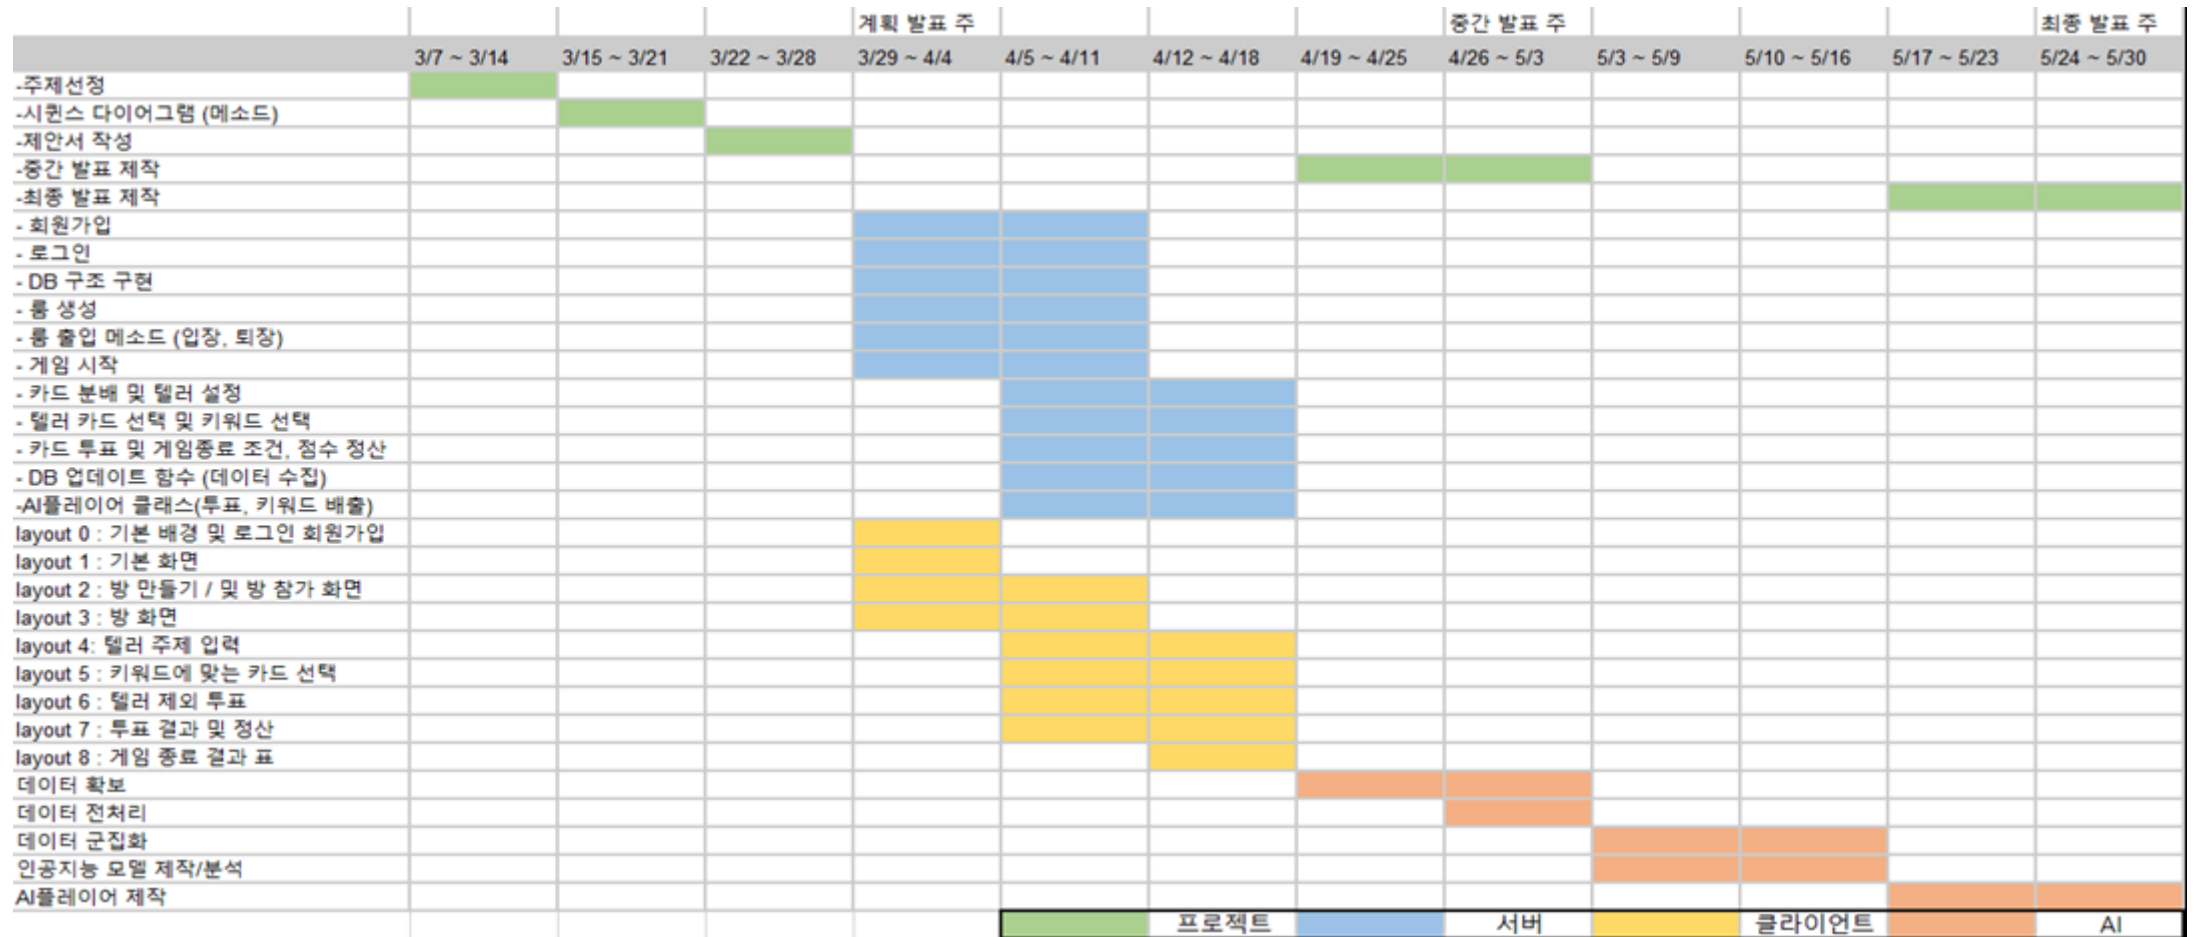 계획 발표 주 중간 발표 주 최종 발표 주
3/7 ~ 3/14 3/15 ~ 3/21 3/22 ~ 3/28 3/29 ~ 4/4 4/5 ~ 4/11 4/12 ~ 4/18 4/19 ~ 4/25 4/26 ~ 5/3 5/3 ~ 5/9 5/10 ~ 5/16 5/17 ~ 5/23 5/24 ~ 5/30
-주제선정
-시퀀스 다이어그램 (메소드)
-제안서 작성
-중간 발표 제작
-최종 발표 제작
- 회원가입
- 로그인
- DB 구조 구현
- 룸 생성
- 룸 출입 메소드 (입장, 퇴장)
- 게임 시작
- 카드 분배 및 텔러 설정
- 텔러 카드 선택 및 키워드 선택
- 카드 투표 및 게임종료 조건, 점수 정산
- DB 업데이트 함수 (데이터 수집)
-AI플레이어 클래스(투표, 키워드 배출)
layout 0 : 기본 배경 및 로그인 회원가입
layout 1 : 기본 화면
layout 2 : 방 만들기 / 및 방 참가 화면
layout 3 : 방 화면
layout 4: 텔러 주제 입력
layout 5 : 키워드에 맞는 카드 선택
layout 6 : 텔러 제외 투표
layout 7 : 투표 결과 및 정산
layout 8 : 게임 종료 결과 표
데이터 확보
데이터 전처리
데이터 군집화
인공지능 모델 제작/분석
AI플레이어 제작
프로젝트 서버 클라이언트 AI